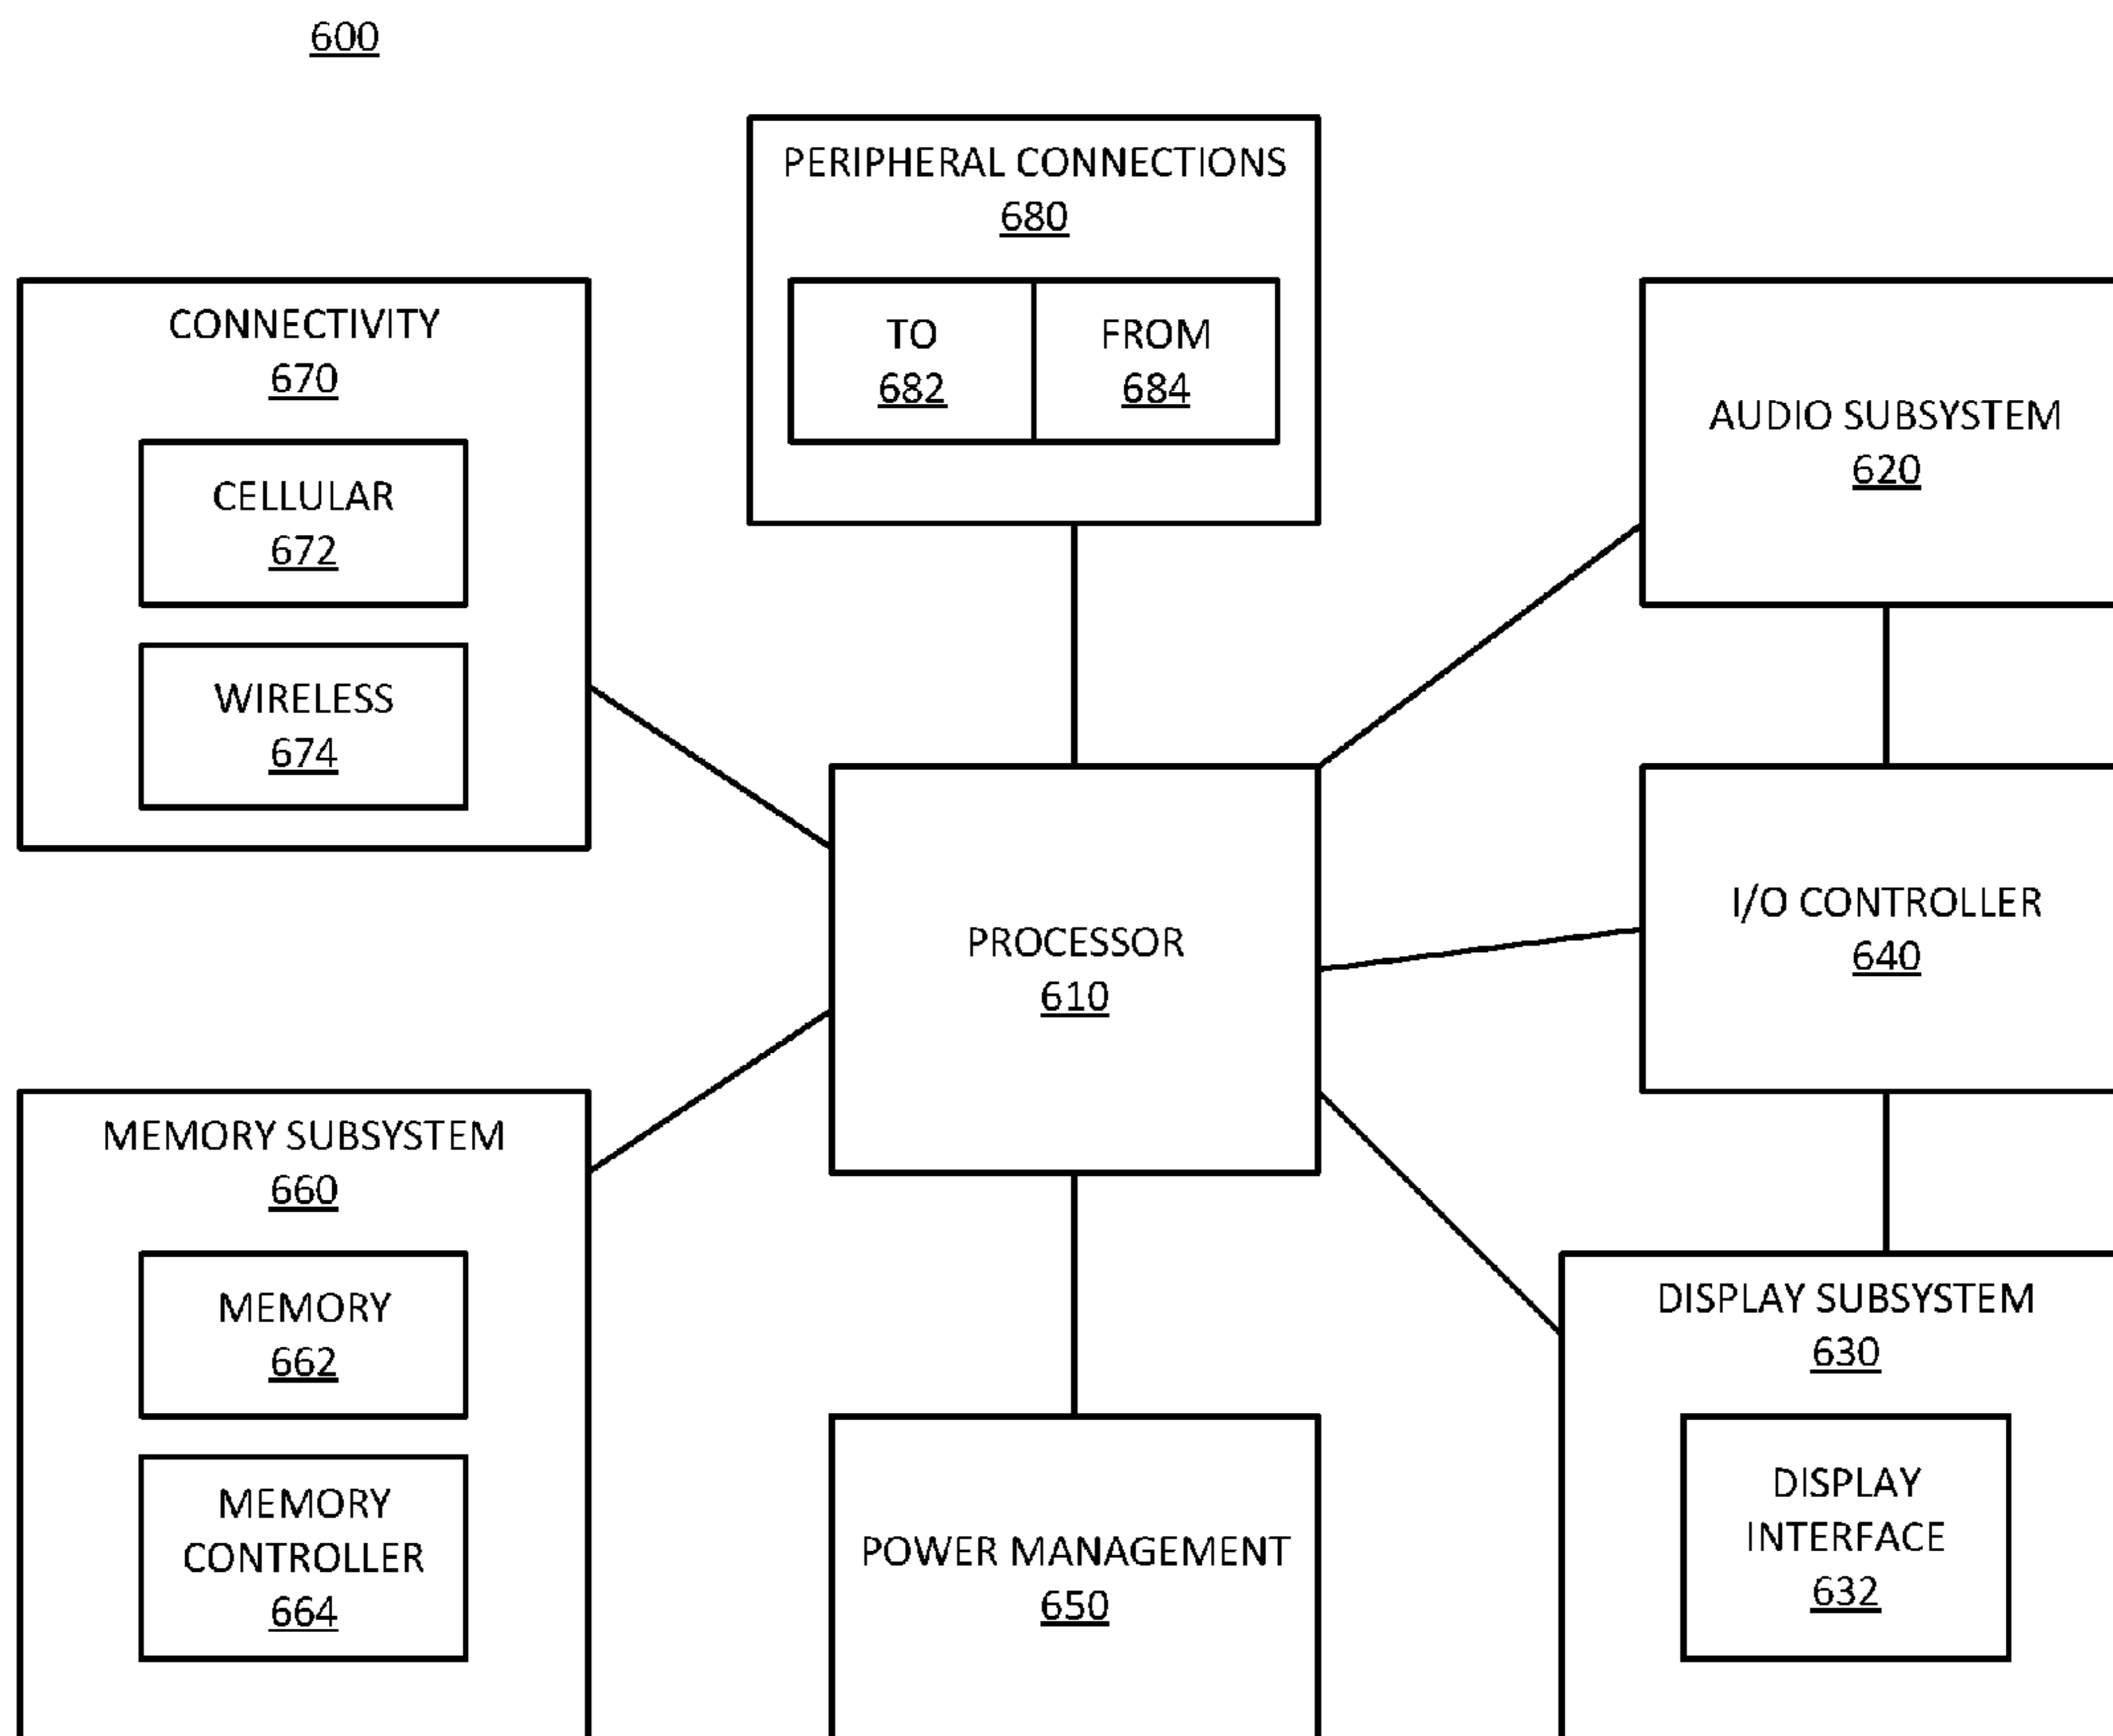 600
PERIPHERAL CONNECTIONS
680
TO
682
FROM
684
CONNECTIVITY
670
CELLULAR
672
WIRELESS
674
AUDIO SUBSYSTEM
620
PROCESSOR
610
I/O CONTROLLER
640
MEMORY SUBSYSTEM
660
MEMORY
662
MEMORY
CONTROLLER
664
POWER MANAGEMENT
650
DISPLAY SUBSYSTEM
630
DISPLAY
INTERFACE
632